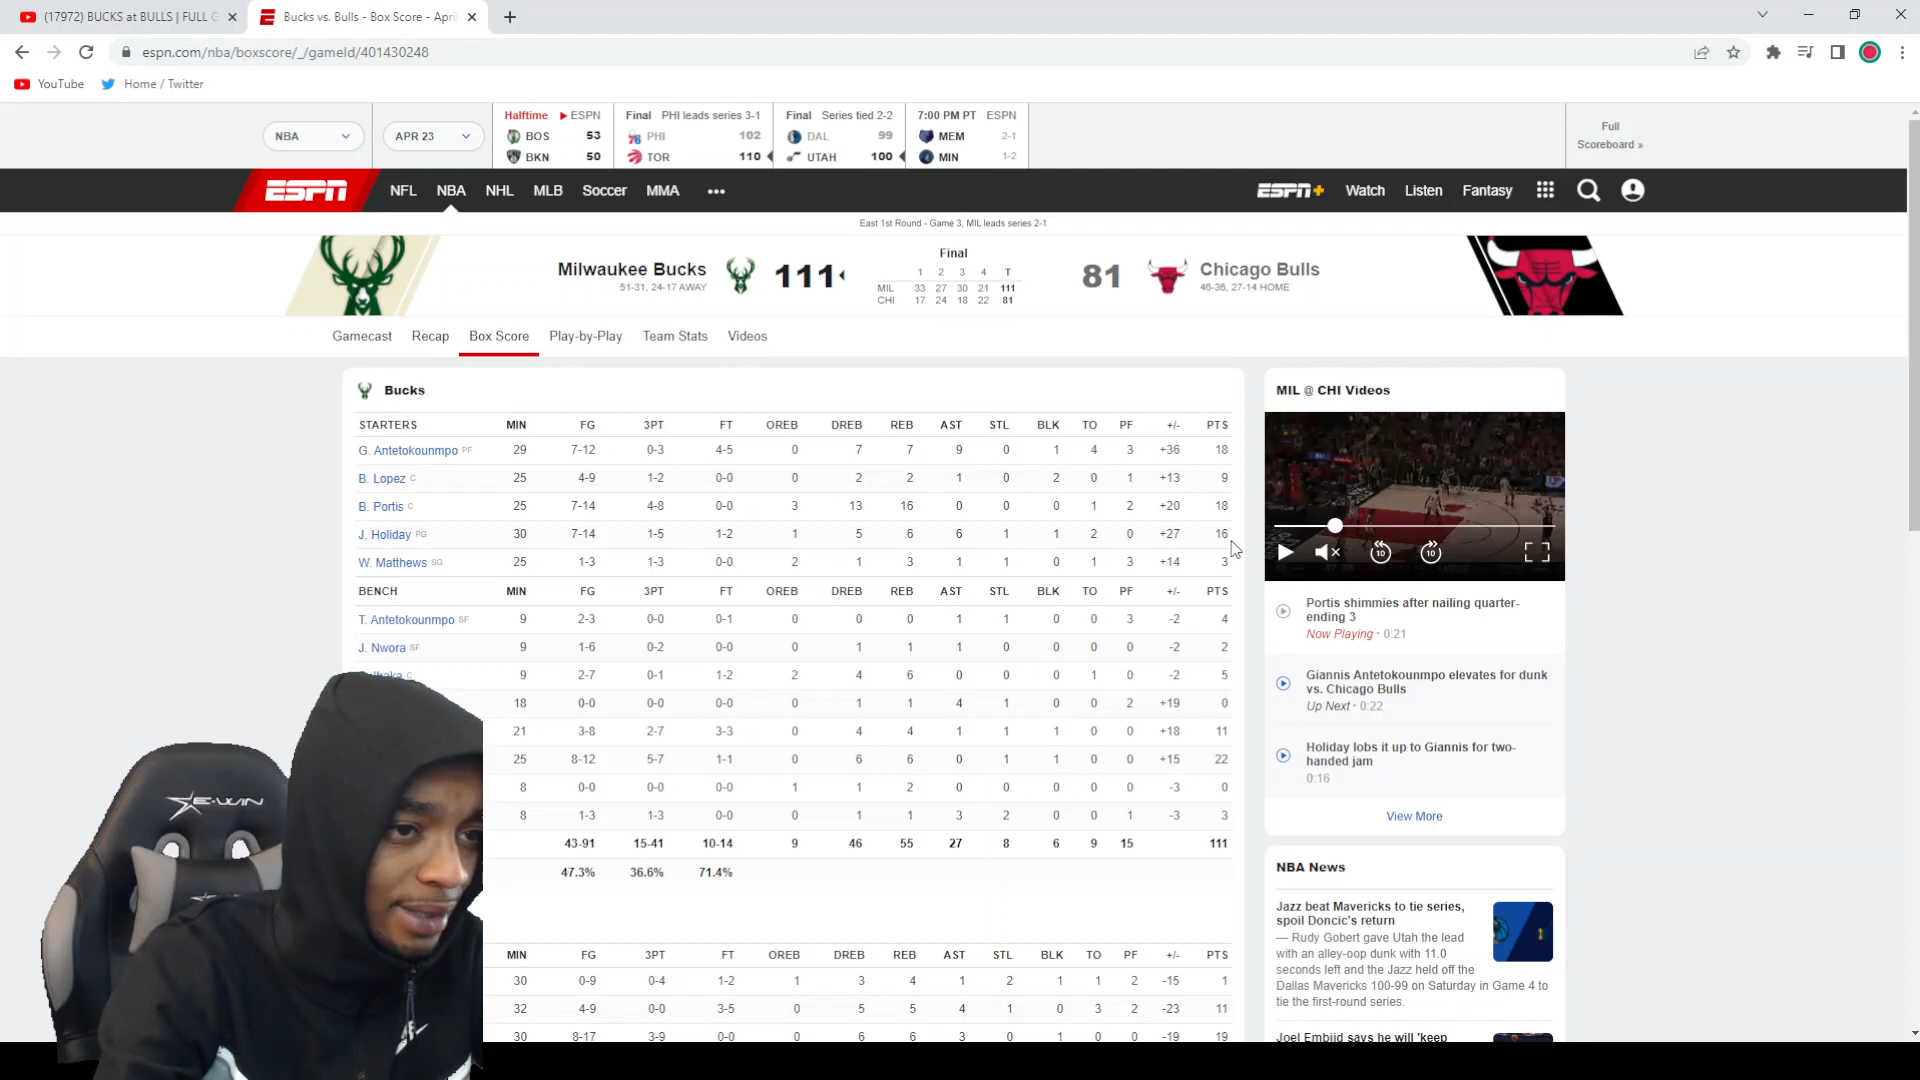 (17972) BUCKS at BULLS | FULL G
Bucks vs. Bulls - Box Score - Apri
espn.com/nba/boxscore/_/gameId/401430248
YouTube
Home / Twitter
NBA
APR 23
Halftime ESPN
BOS 53
BKN 50
Final PHI leads series 3-1
PHI 102
TOR 110
Final Series tied 2-2
DAL 99
UTAH 100
7:00 PM PT ESPN
MEM 2-1
MIN 1-2
Full
Scoreboard »
ESPN NFL NBA NHL MLB Soccer MMA ••• ESPN+ Watch Listen Fantasy
East 1st Round - Game 3, MIL leads series 2-1
Milwaukee Bucks
51-31, 24-17 AWAY
111
Final
1 2 3 4 T
MIL 33 27 30 21 111
CHI 17 24 18 22 81
81
Chicago Bulls
46-36, 27-14 HOME
Gamecast Recap Box Score Play-by-Play Team Stats Videos
Bucks
STARTERS MIN FG 3PT FT OREB DREB REB AST STL BLK TO PF +/- PTS
G. Antetokounmpo PF 29 7-12 0-3 4-5 0 7 7 9 0 1 4 3 +36 18
B. Lopez C 25 4-9 1-2 0-0 0 2 2 1 0 2 0 1 +13 9
B. Portis C 25 7-14 4-8 0-0 3 13 16 0 0 0 1 2 +20 18
J. Holiday PG 30 7-14 1-5 1-2 1 5 6 6 1 1 2 0 +27 16
W. Matthews SG 25 1-3 1-3 0-0 2 1 3 1 1 0 1 3 +14 3
BENCH MIN FG 3PT FT OREB DREB REB AST STL BLK TO PF +/- PTS
T. Antetokounmpo SF 9 2-3 0-0 0-1 0 0 0 1 1 0 0 3 -2 4
J. Nwora SF 9 1-6 0-2 0-0 0 1 1 1 0 0 0 0 -2 2
9 2-7 0-1 1-2 2 4 6 0 0 0 1 0 -2 5
18 0-0 0-0 0-0 0 1 1 4 1 0 0 2 +19 0
21 3-8 2-7 3-3 0 4 4 1 1 1 0 0 +18 11
25 8-12 5-7 1-1 0 6 6 0 1 1 0 0 +15 22
8 0-0 0-0 0-0 1 1 2 0 0 0 0 0 -3 0
8 1-3 1-3 0-0 0 1 1 3 2 0 0 1 -3 3
43-91 15-41 10-14 9 46 55 27 8 6 9 15 111
47.3% 36.6% 71.4%
MIN FG 3PT FT OREB DREB REB AST STL BLK TO PF +/- PTS
30 0-9 0-4 1-2 1 3 4 1 2 1 1 2 -15 1
32 4-9 0-0 3-5 0 5 5 4 1 0 3 2 -23 11
30 8-17 3-9 0-0 0 6 6 3 0 1 0 0 -19 19
MIL @ CHI Videos
10 10
Portis shimmies after nailing quarter-
ending 3
Now Playing · 0:21
Giannis Antetokounmpo elevates for dunk
vs. Chicago Bulls
Up Next · 0:22
Holiday lobs it up to Giannis for two-
handed jam
0:16
View More
NBA News
Jazz beat Mavericks to tie series,
spoil Doncic's return
— Rudy Gobert gave Utah the lead
with an alley-oop dunk with 11.0
seconds left and the Jazz held off the
Dallas Mavericks 100-99 on Saturday in Game 4 to
tie the first-round series.
Joel Embiid says he will 'keep
E-WIN